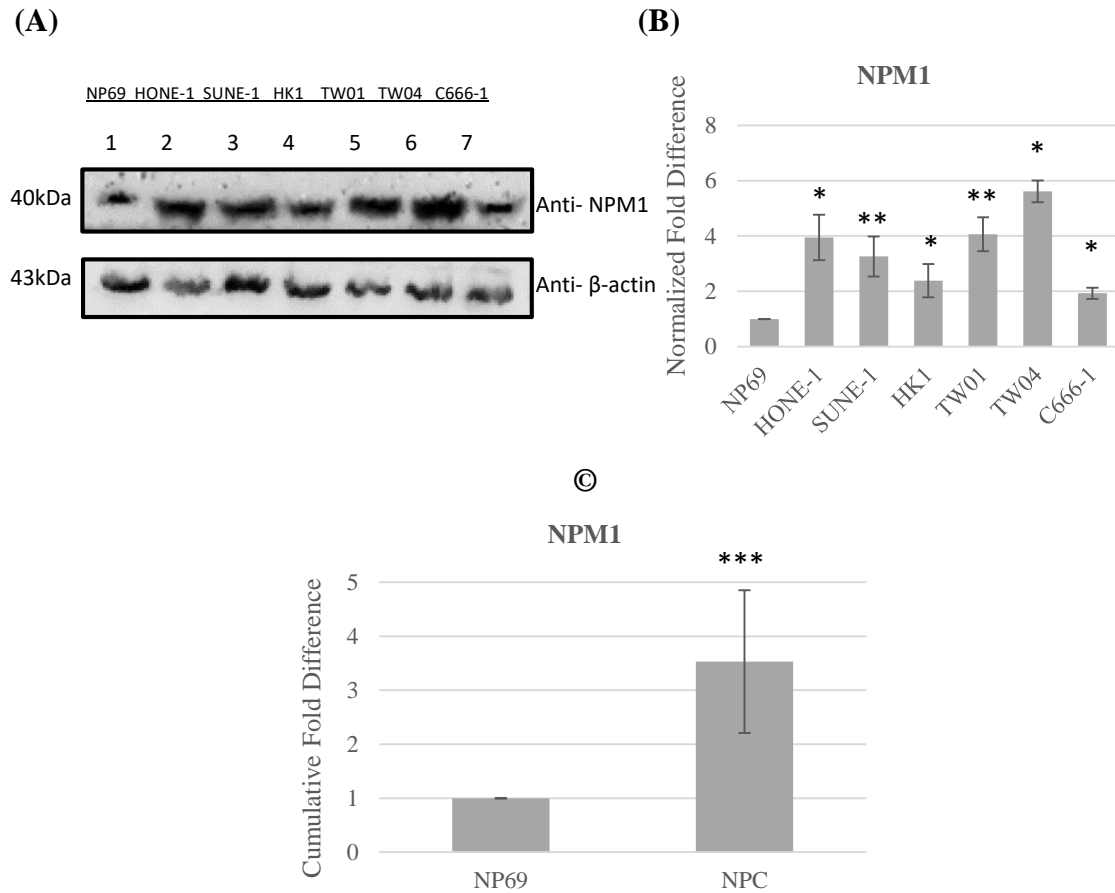 (A)
NP69 HONE-1 SUNE-1 HK1 TW01 TW04 C666-1
1 2 3 4 5 6 7
40kDa
Anti- NPM1
43kDa
Anti- β-actin
(B)
NPM1
Normalized Fold Difference
8
6
4
2
0
*
**
*
**
*
*
NP69
HONE-1
SUNE-1
HK1
TW01
TW04
C666-1
©
NPM1
Cumulative Fold Difference
5
4
3
2
1
0
***
NP69
NPC